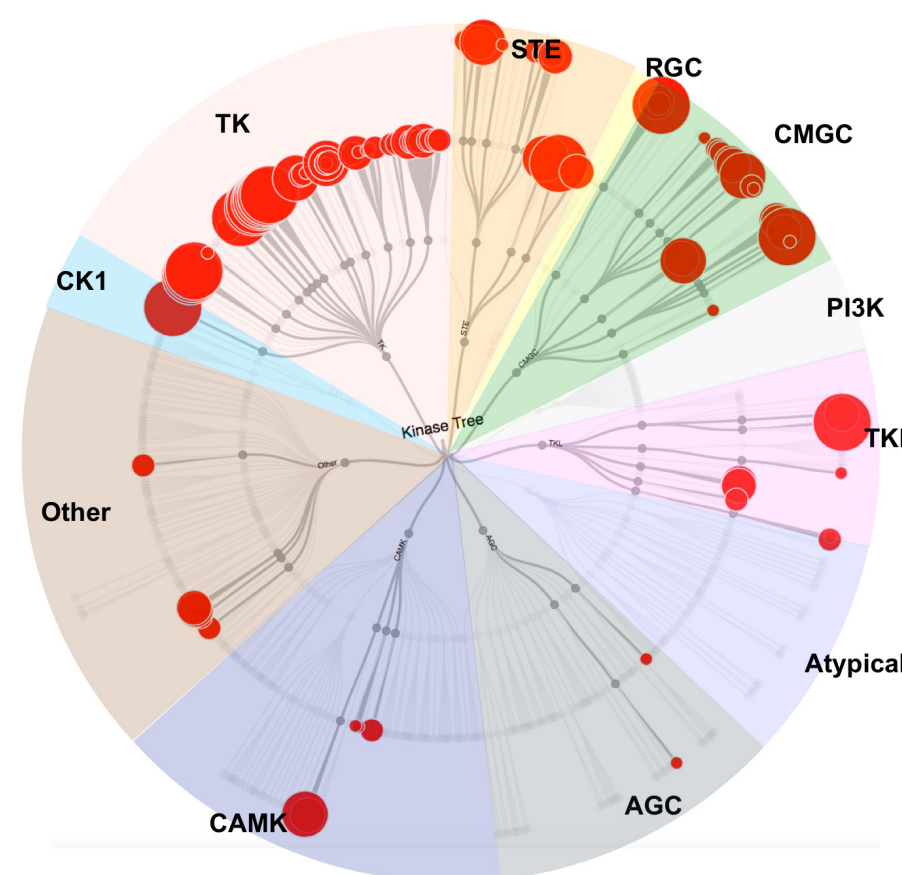 STE
RGC
TK
CMGC
CK1
PI3K
STE
TK
CMGC
Kinase Tree
TKL
TKL
Other
Other
CAMK
AGC
Atypical
AGC
CAMK